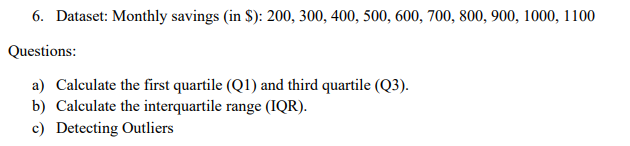 6. Dataset: Monthly savings (in $): 200, 300, 400, 500, 600, 700, 800, 900, 1000, 1100
Questions:
a) Calculate the first quartile (Q1) and third quartile (Q3).
b) Calculate the interquartile range (IQR).
c) Detecting Outliers